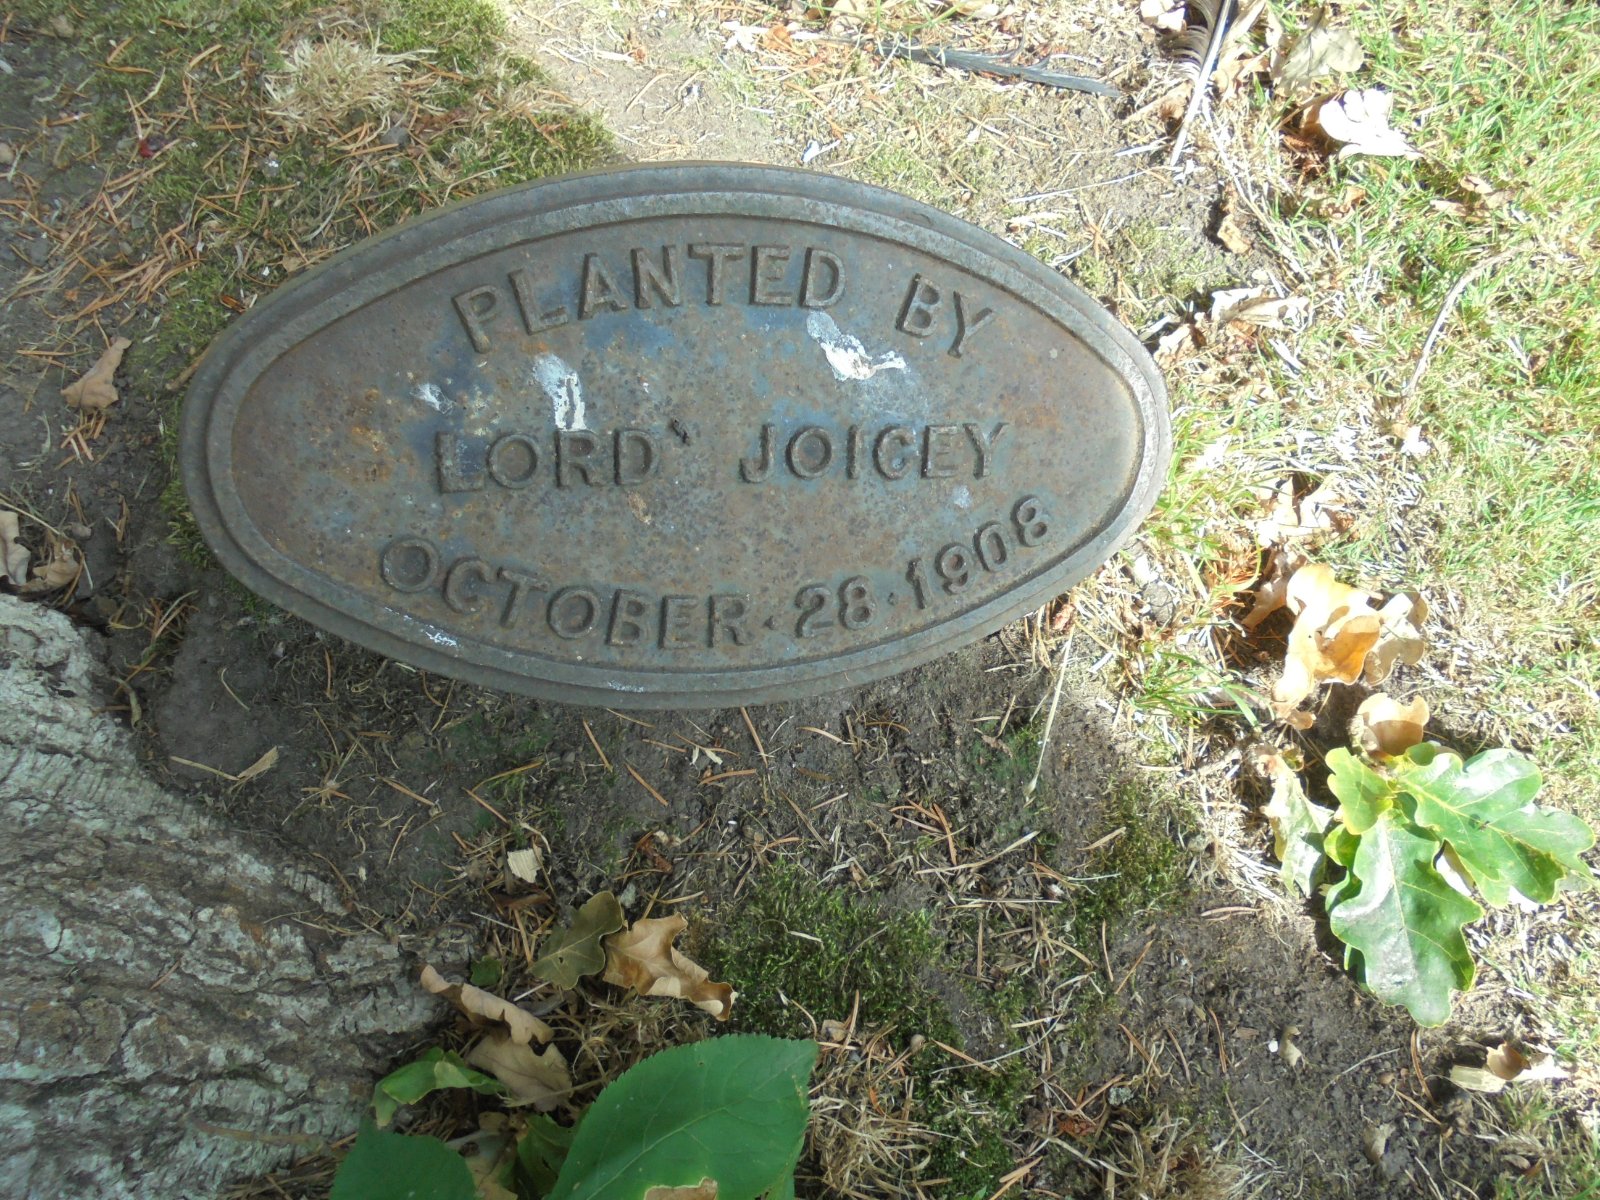 PLANTED BY
LORD JOICEY
OCTOBER · 28 · 1908